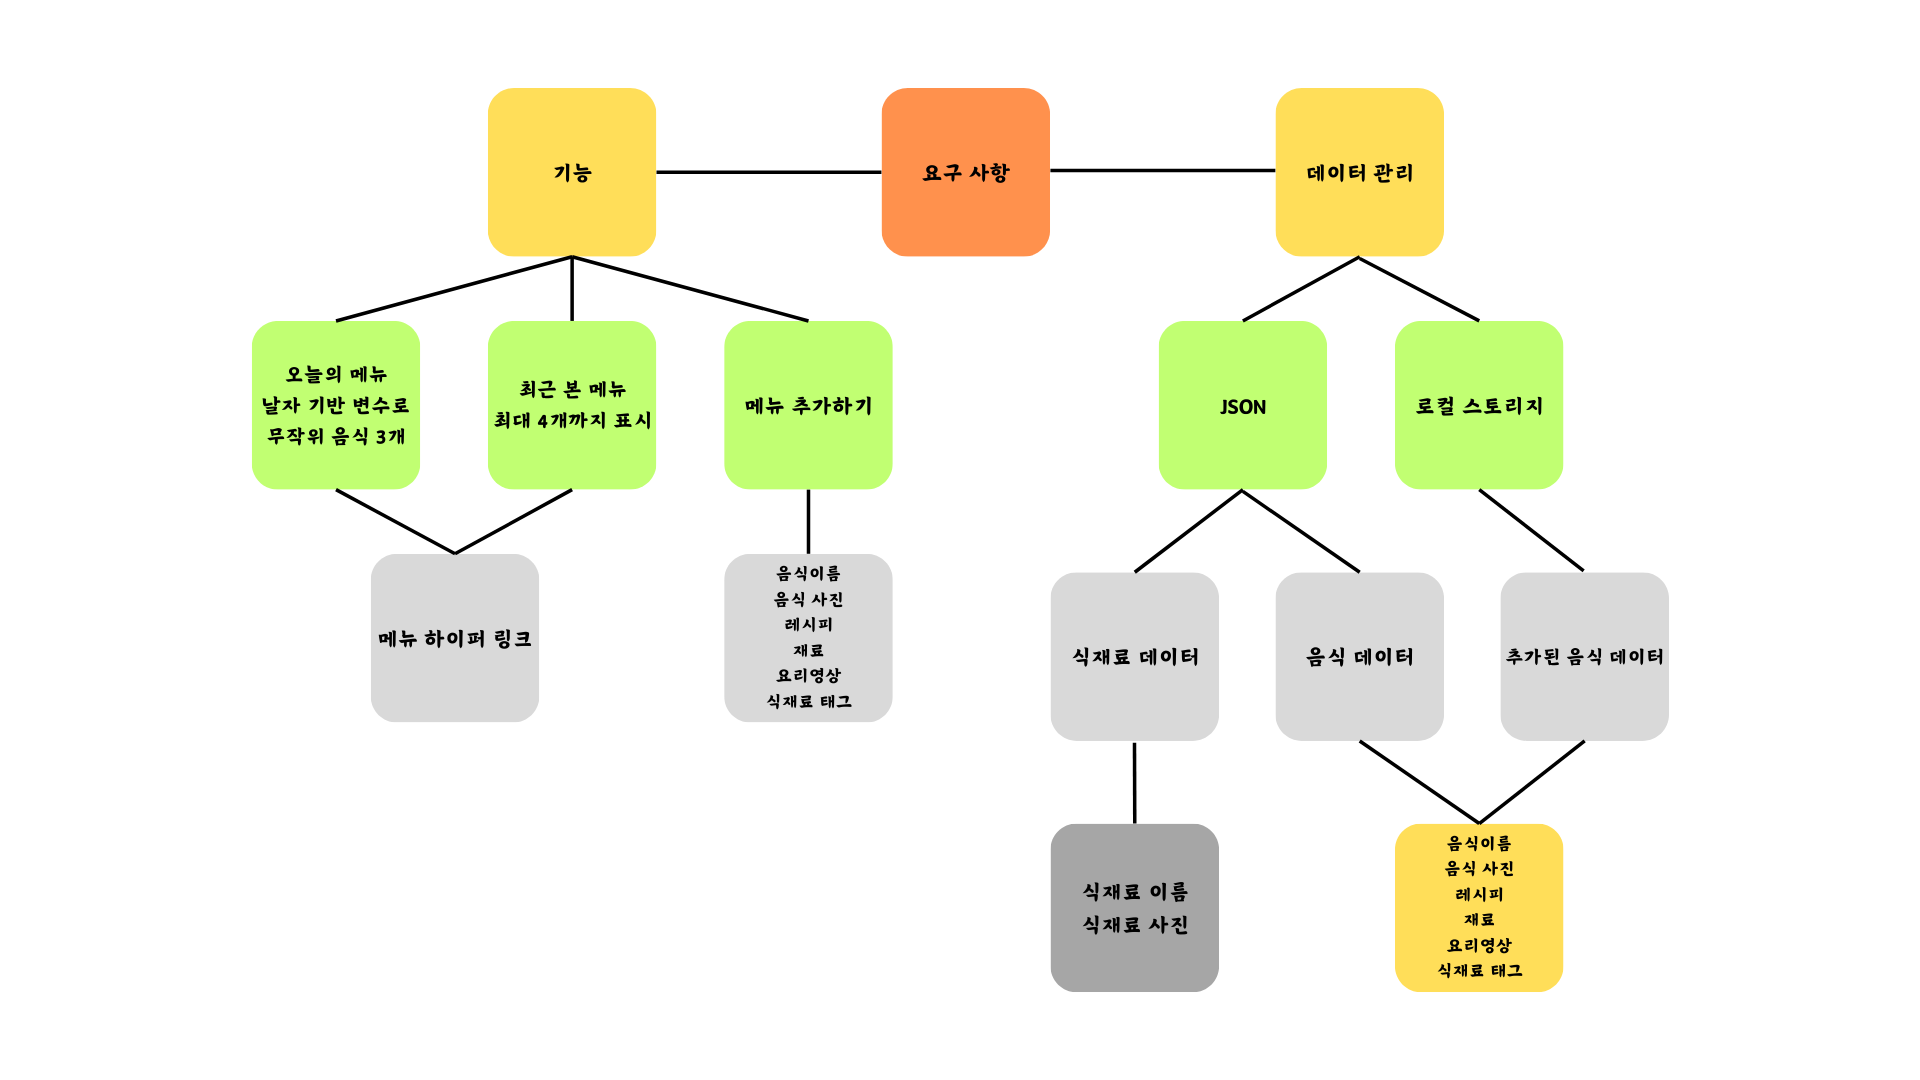 기능
요구 사항
데이터 관리
오늘의 메뉴
날자 기반 변수로
무작위 음식 3개
최근 본 메뉴
최대 4개까지 표시
메뉴 추가하기
JSON
로컬 스토리지
메뉴 하이퍼 링크
음식이름
음식 사진
레시피
재료
요리영상
식재료 태그
식재료 데이터
음식 데이터
추가된 음식 데이터
식재료 이름
식재료 사진
음식이름
음식 사진
레시피
재료
요리영상
식재료 태그